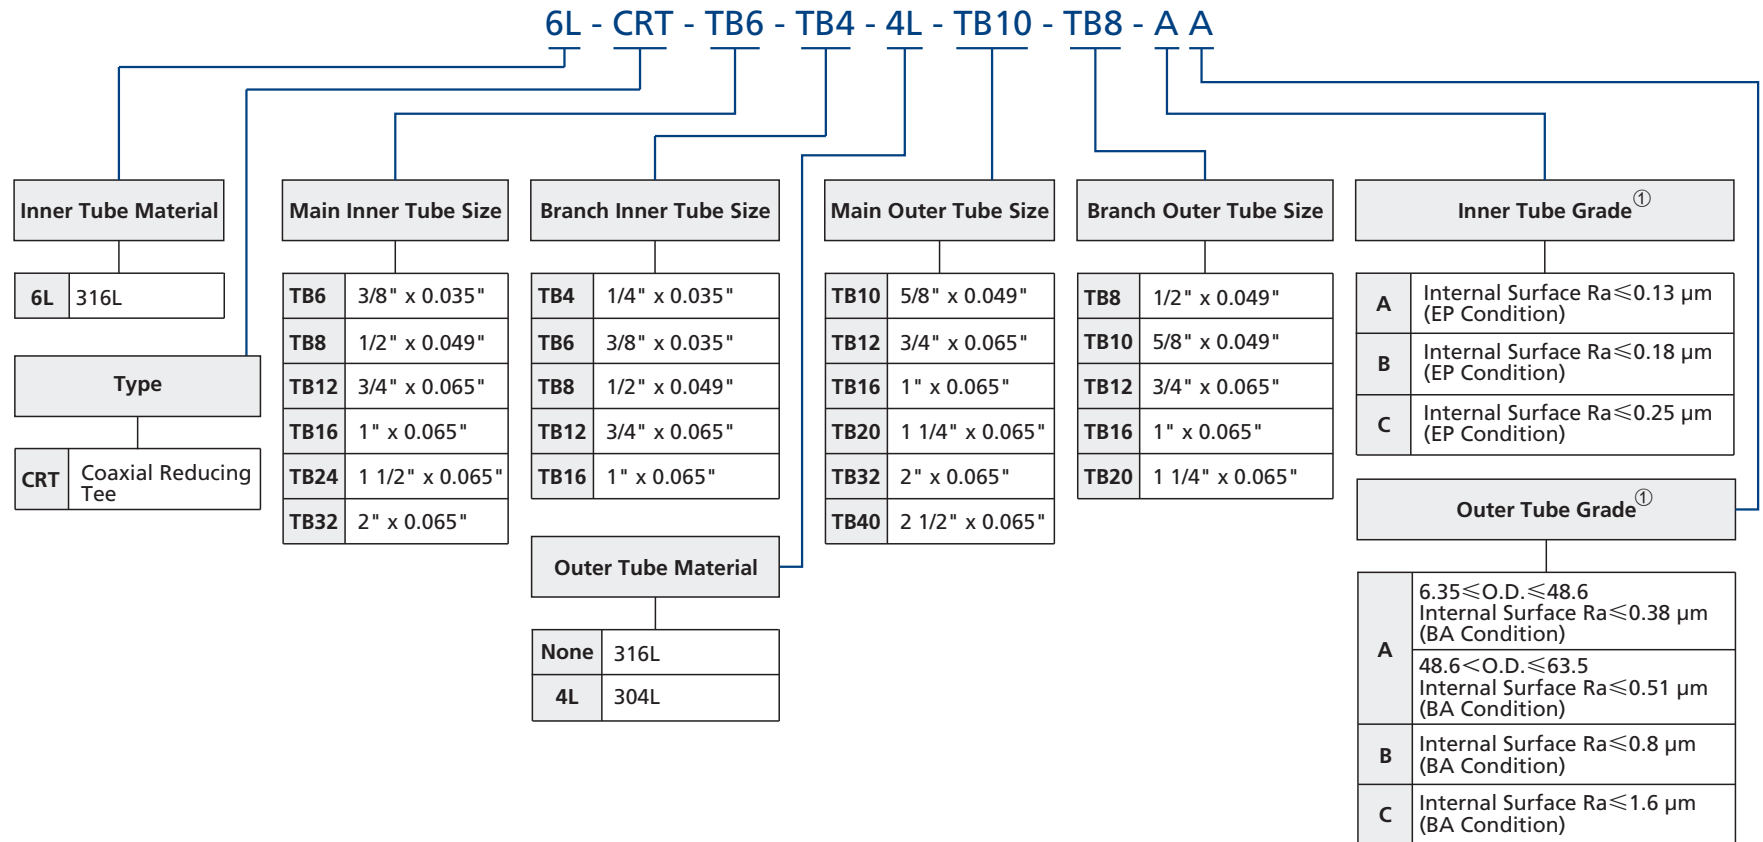 6L - CRT - TB6 - TB4 - 4L - TB10 - TB8 - A A
Inner Tube Material
6L 316L
Type
CRT Coaxial Reducing
Tee
Main Inner Tube Size
TB6 3/8" x 0.035"
TB8 1/2" x 0.049"
TB12 3/4" x 0.065"
TB16 1" x 0.065"
TB24 1 1/2" x 0.065"
TB32 2" x 0.065"
Branch Inner Tube Size
TB4 1/4" x 0.035"
TB6 3/8" x 0.035"
TB8 1/2" x 0.049"
TB12 3/4" x 0.065"
TB16 1" x 0.065"
Outer Tube Material
None 316L
4L 304L
Main Outer Tube Size
TB10 5/8" x 0.049"
TB12 3/4" x 0.065"
TB16 1" x 0.065"
TB20 1 1/4" x 0.065"
TB32 2" x 0.065"
TB40 2 1/2" x 0.065"
Branch Outer Tube Size
TB8 1/2" x 0.049"
TB10 5/8" x 0.049"
TB12 3/4" x 0.065"
TB16 1" x 0.065"
TB20 1 1/4" x 0.065"
Inner Tube Grade①
A Internal Surface Ra≤0.13 μm
(EP Condition)
B Internal Surface Ra≤0.18 μm
(EP Condition)
C Internal Surface Ra≤0.25 μm
(EP Condition)
Outer Tube Grade①
A
6.35≤O.D.≤48.6
Internal Surface Ra≤0.38 μm
(BA Condition)
48.6<O.D.≤63.5
Internal Surface Ra≤0.51 μm
(BA Condition)
B Internal Surface Ra≤0.8 μm
(BA Condition)
C Internal Surface Ra≤1.6 μm
(BA Condition)